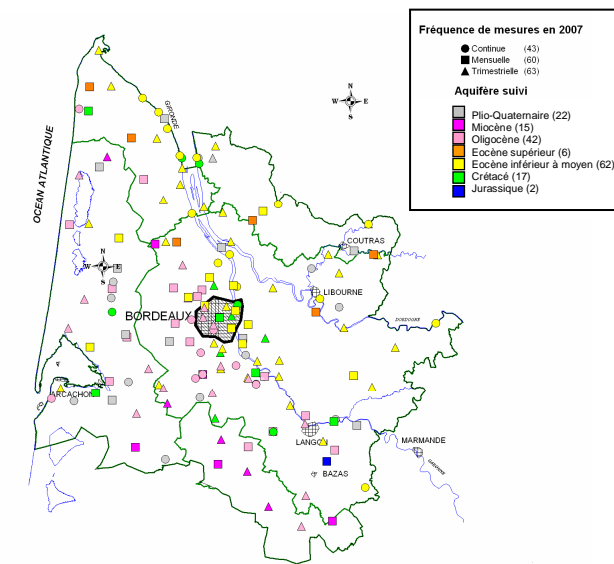 Fréquence de mesures en 2007
Continue (43)
Mensuelle (60)
Trimestrielle (63)
Aquifère suivi
Plio-Quaternaire (22)
Miocène (15)
Oligocène (42)
Eocène supérieur (6)
Eocène inférieur à moyen (62)
Crétacé (17)
Jurassique (2)
N
W E
S
OCEAN ATLANTIQUE
GIRONDE
COUTRAS
N
W E
S
LIBOURNE
BORDEAUX
DORDOGNE
ARCACHON
LANGON
MARMANDE
BAZAS
GARONNE